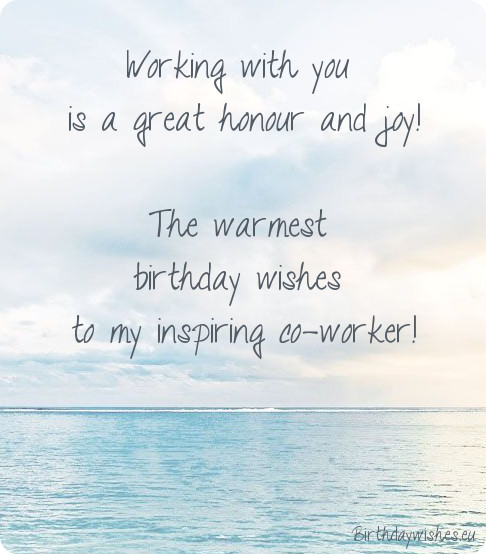 Working with you
is a great honour and joy!
The warmest
birthday wishes
to my inspiring co-worker!
Birthdaywishes.eu